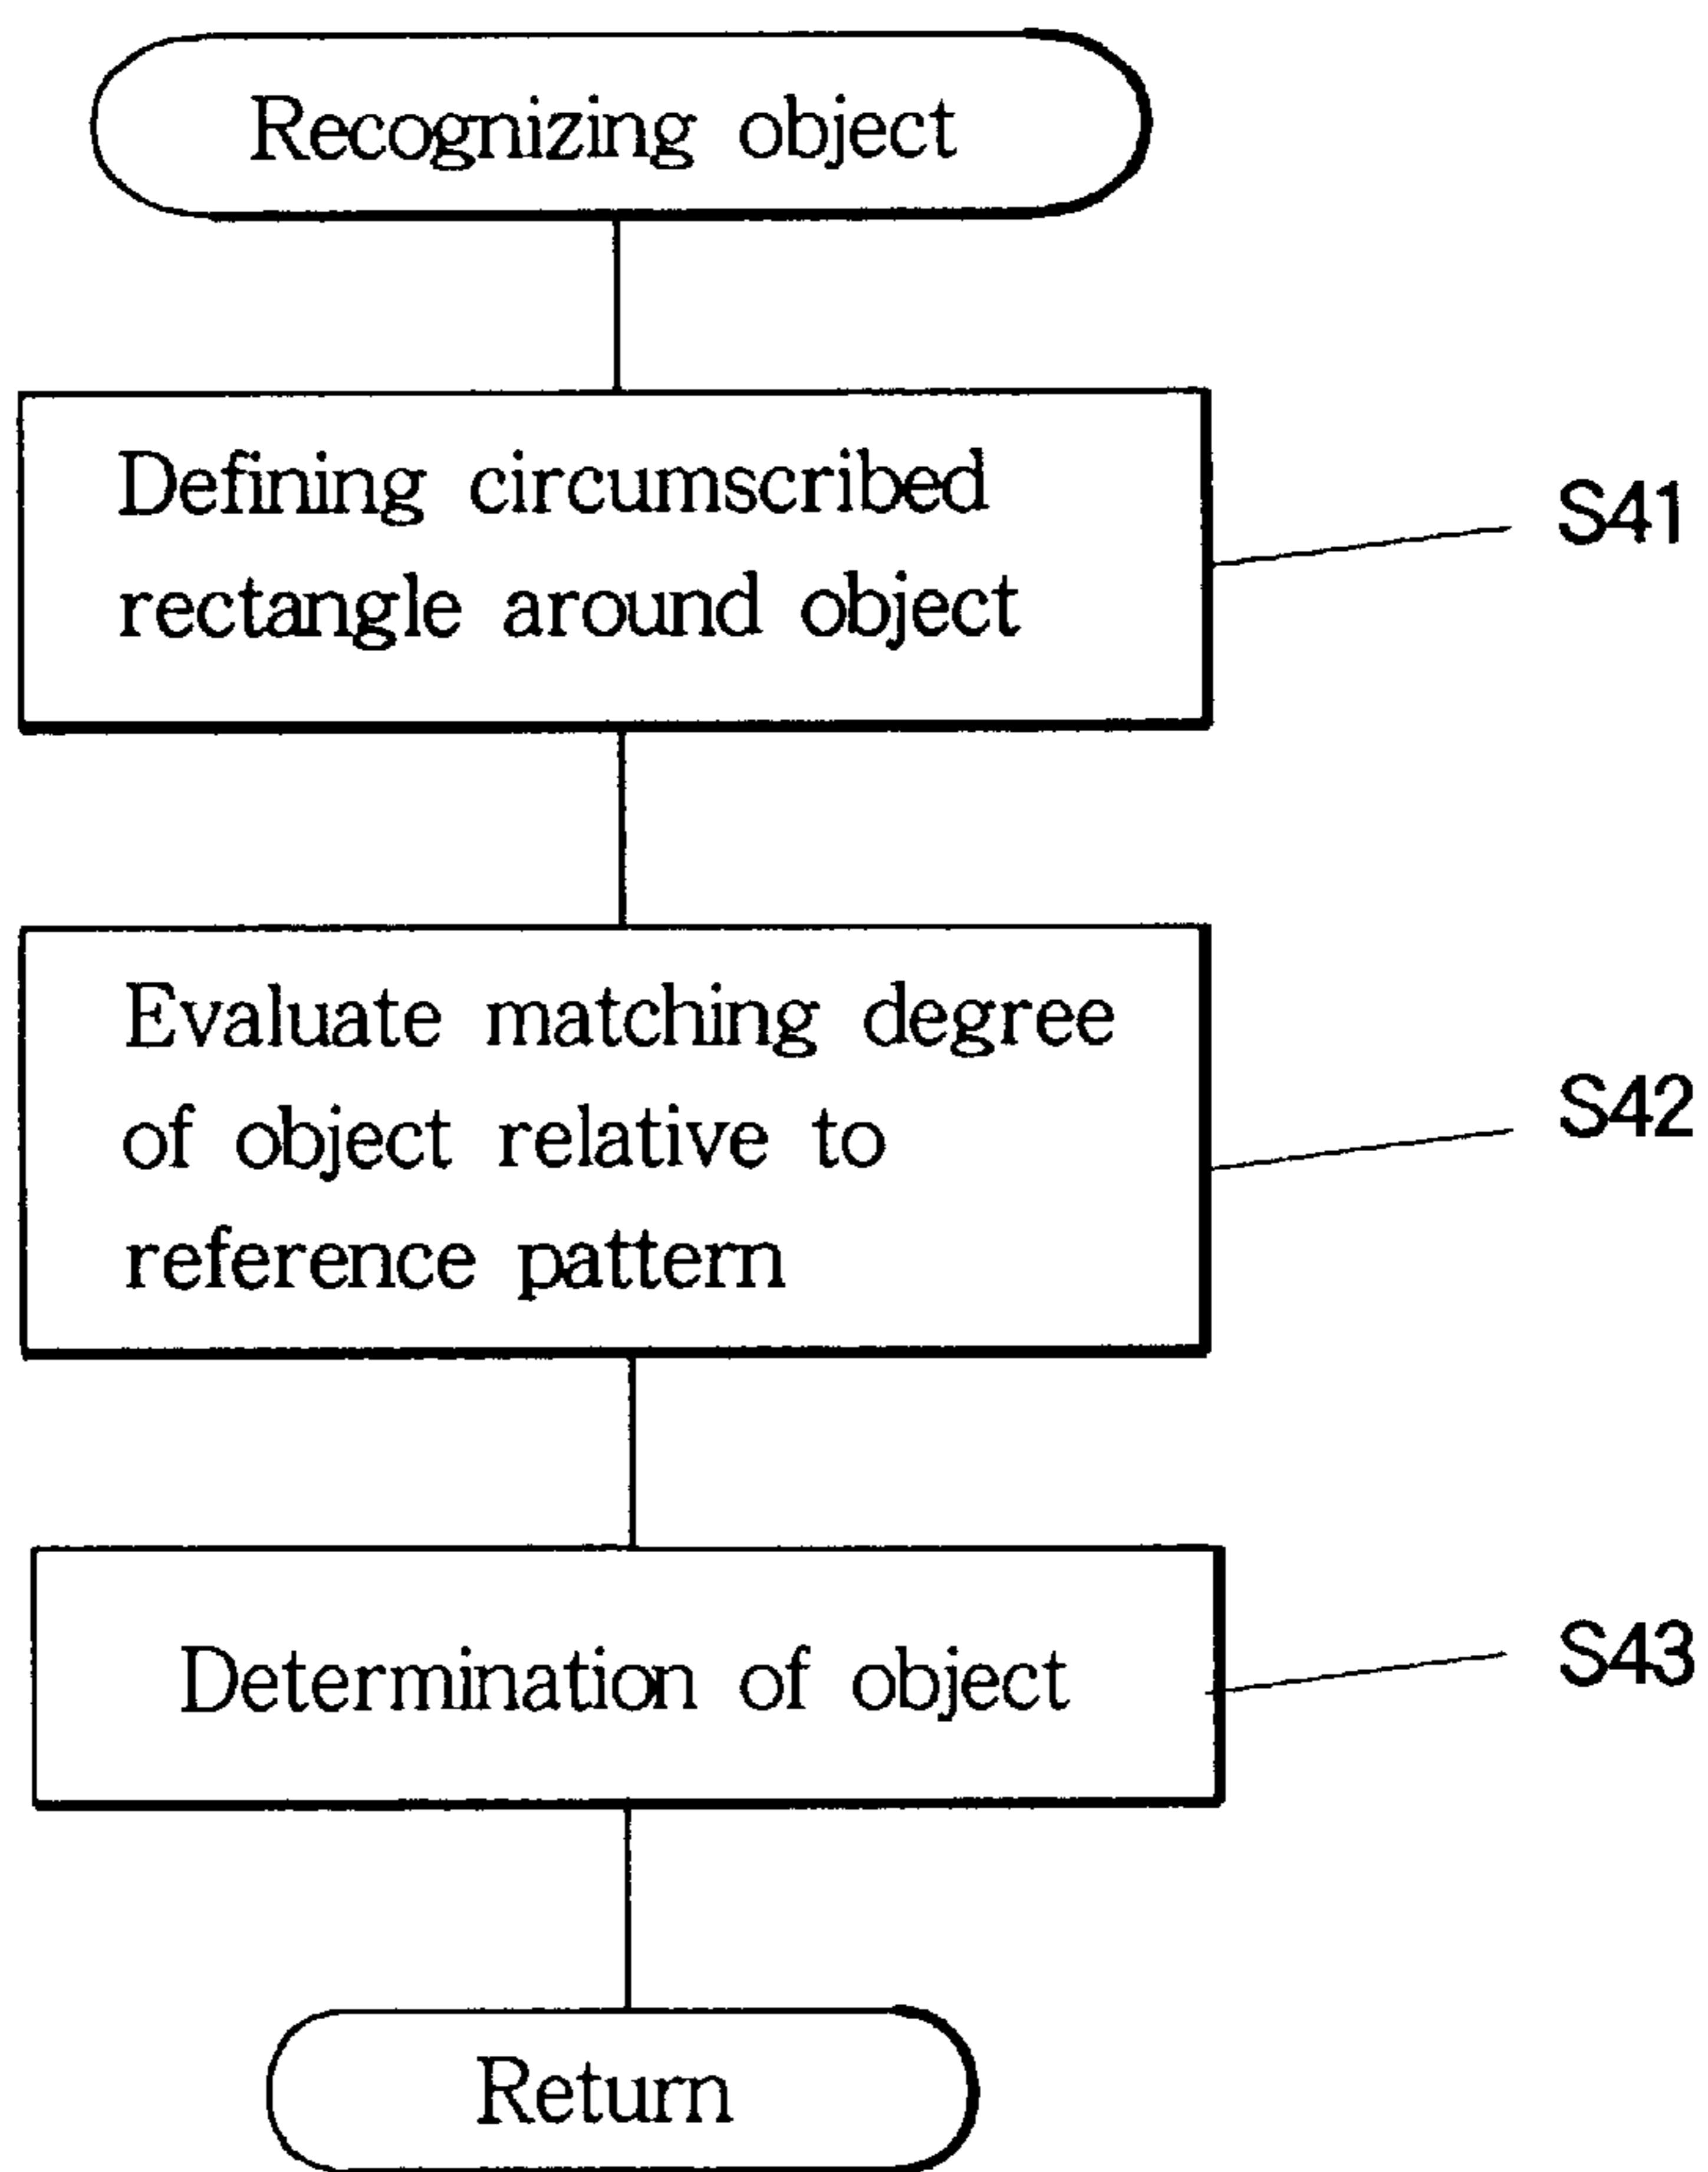 Recognizing object
Defining circumscribed
rectangle around object
S41
Evaluate matching degree
of object relative to
reference pattern
S42
Determination of object
S43
Return